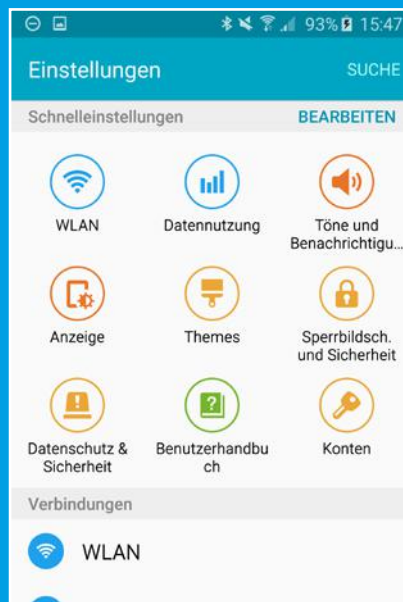 93% 15:47
Einstellungen SUCHE
Schnelleinstellungen BEARBEITEN
WLAN Datennutzung Töne und
Benachrichtigu...
Anzeige Themes Sperrbildsch.
und Sicherheit
Datenschutz & Benutzerhandbu Konten
Sicherheit ch
Verbindungen
WLAN